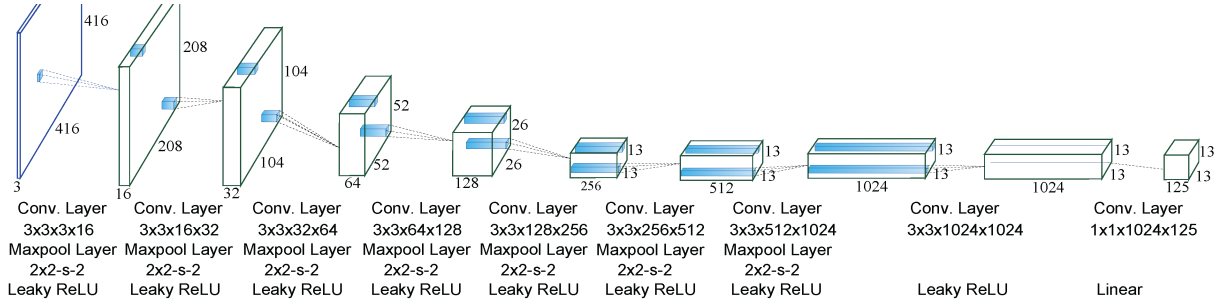 416
416
3
208
208
16
104
104
32
52
52
64
26
26
128
13
13
256
13
13
512
13
13
1024
13
13
1024
13
13
125
Conv. Layer
3x3x3x16
Maxpool Layer
2x2-s-2
Leaky ReLU
Conv. Layer
3x3x16x32
Maxpool Layer
2x2-s-2
Leaky ReLU
Conv. Layer
3x3x32x64
Maxpool Layer
2x2-s-2
Leaky ReLU
Conv. Layer
3x3x64x128
Maxpool Layer
2x2-s-2
Leaky ReLU
Conv. Layer
3x3x128x256
Maxpool Layer
2x2-s-2
Leaky ReLU
Conv. Layer
3x3x256x512
Maxpool Layer
2x2-s-2
Leaky ReLU
Conv. Layer
3x3x512x1024
Maxpool Layer
2x2-s-2
Leaky ReLU
Conv. Layer
3x3x1024x1024
Leaky ReLU
Conv. Layer
1x1x1024x125
Linear